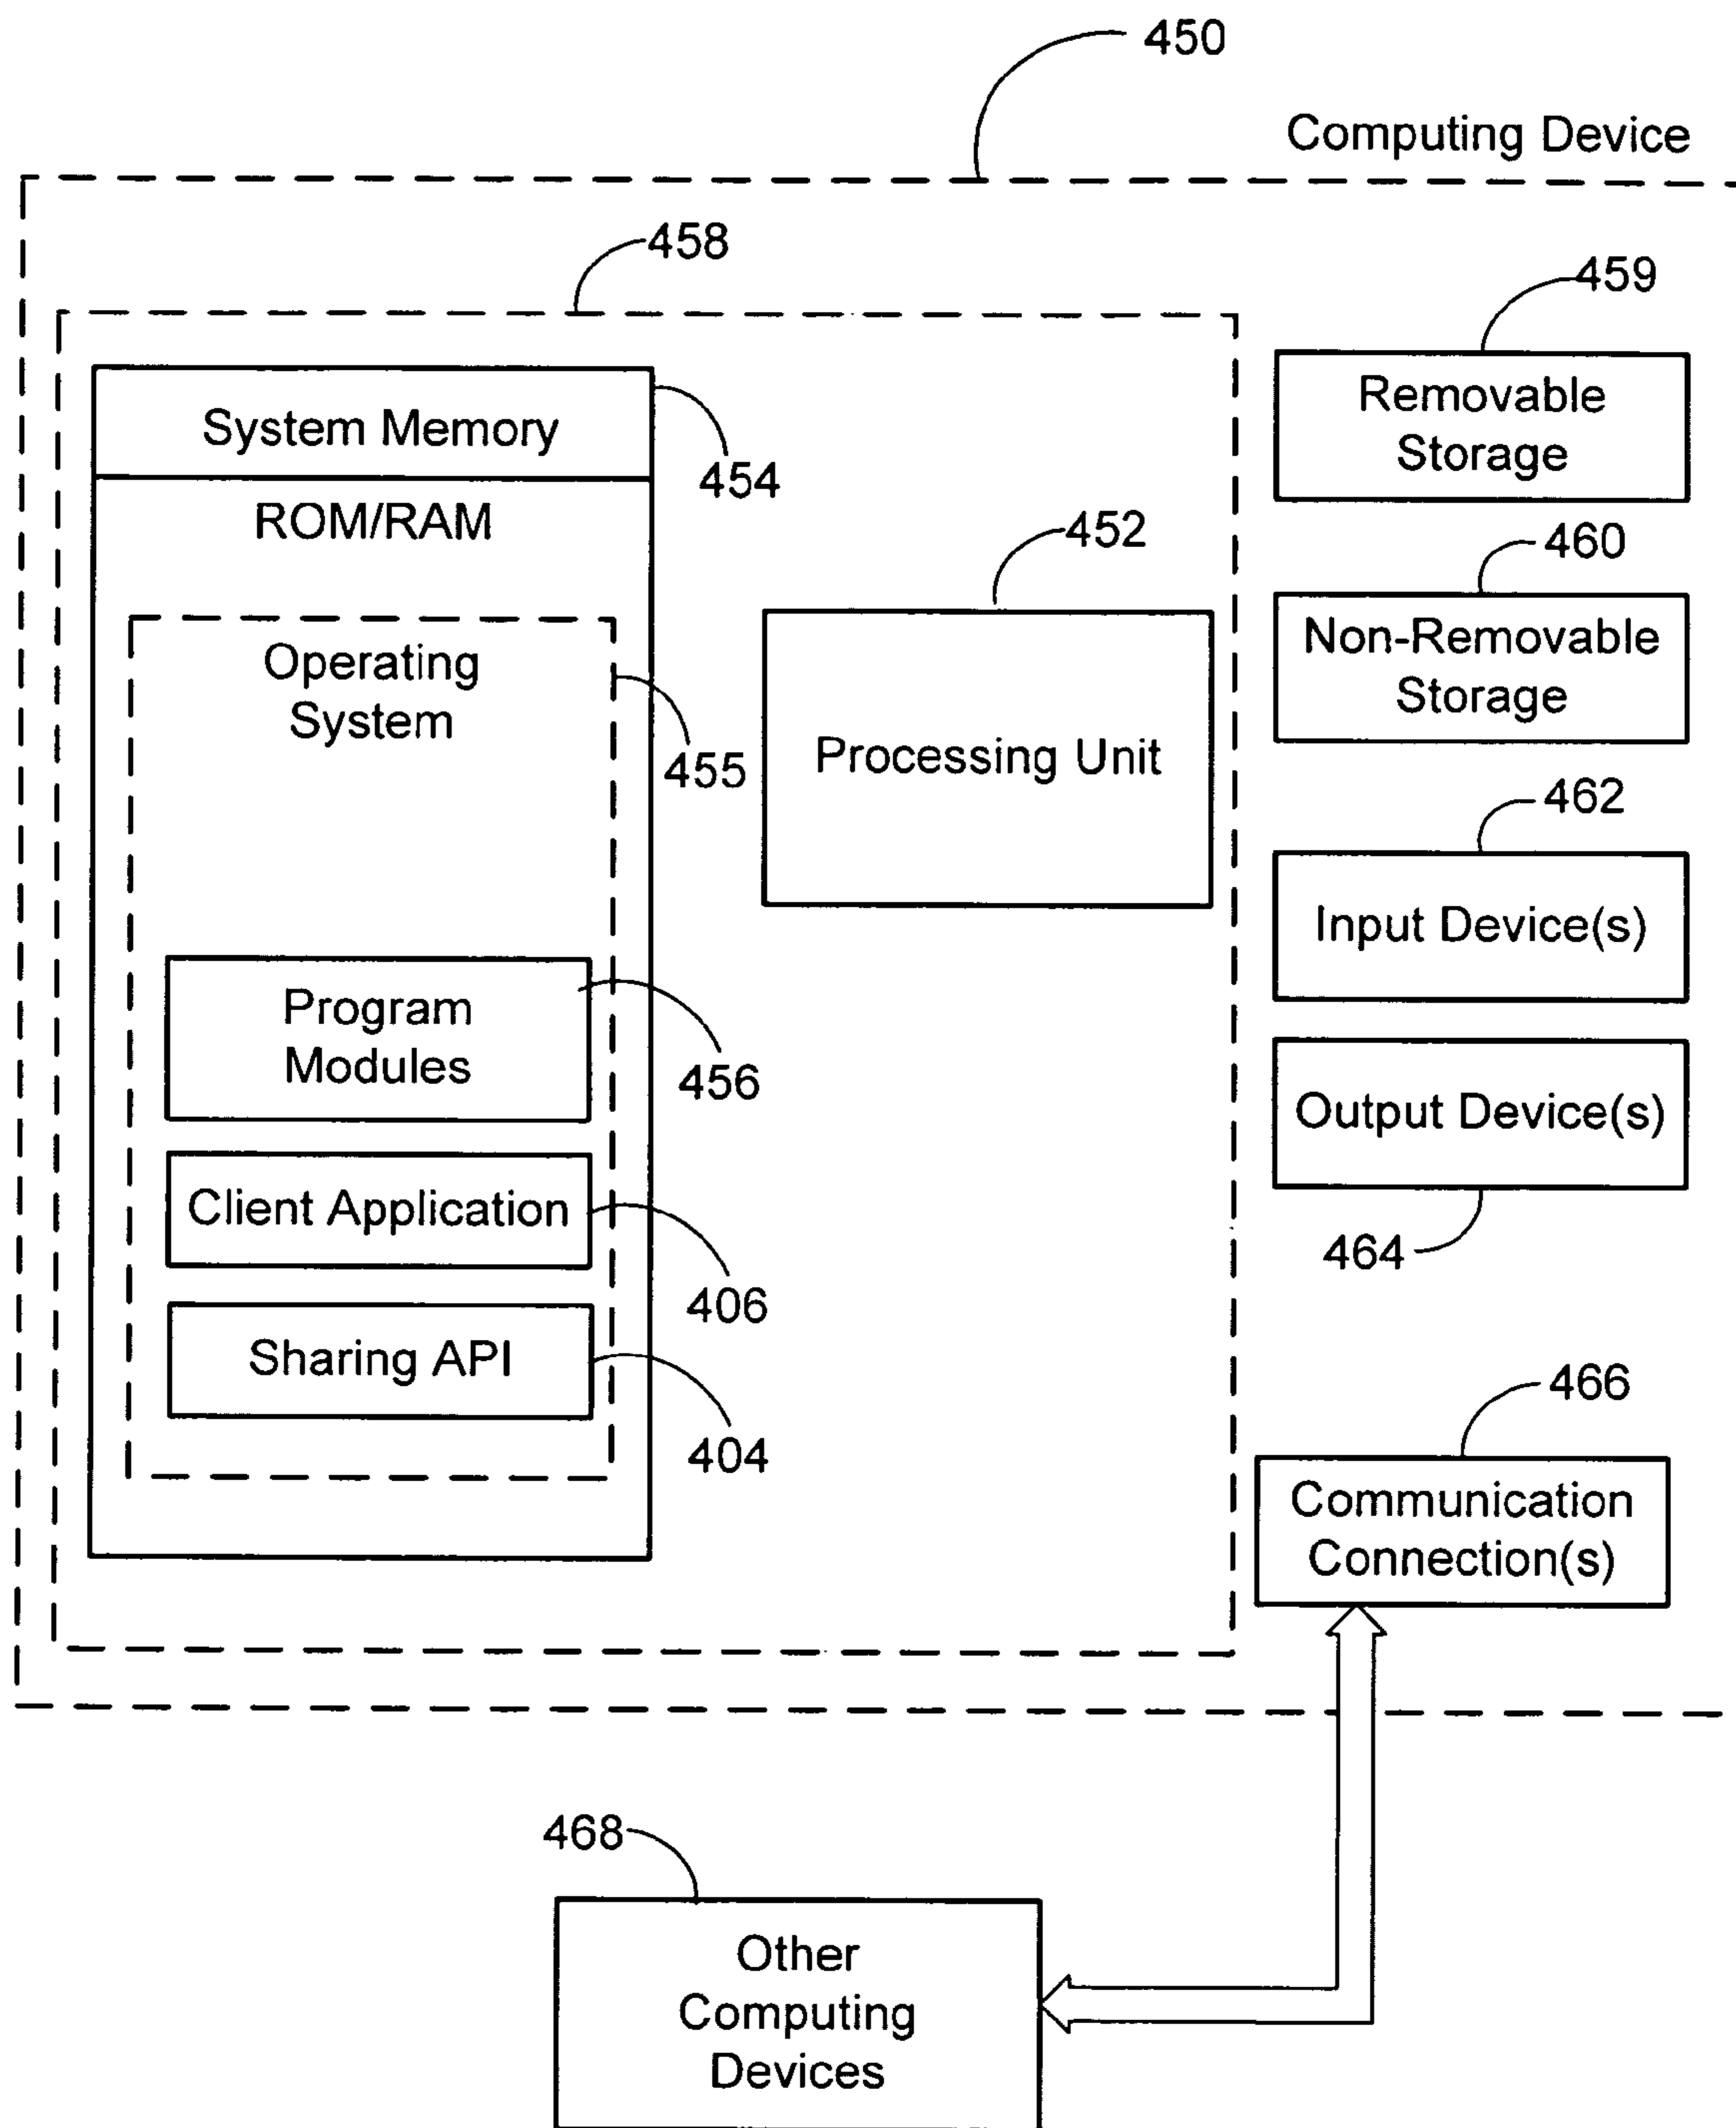 450
Computing Device
458
459
System Memory
454
Removable
Storage
ROM/RAM
452
460
Operating
System
455
Processing Unit
Non-Removable
Storage
462
Input Device(s)
Program
Modules
456
Output Device(s)
464
Client Application
406
Sharing API
404
466
Communication
Connection(s)
468
Other
Computing
Devices